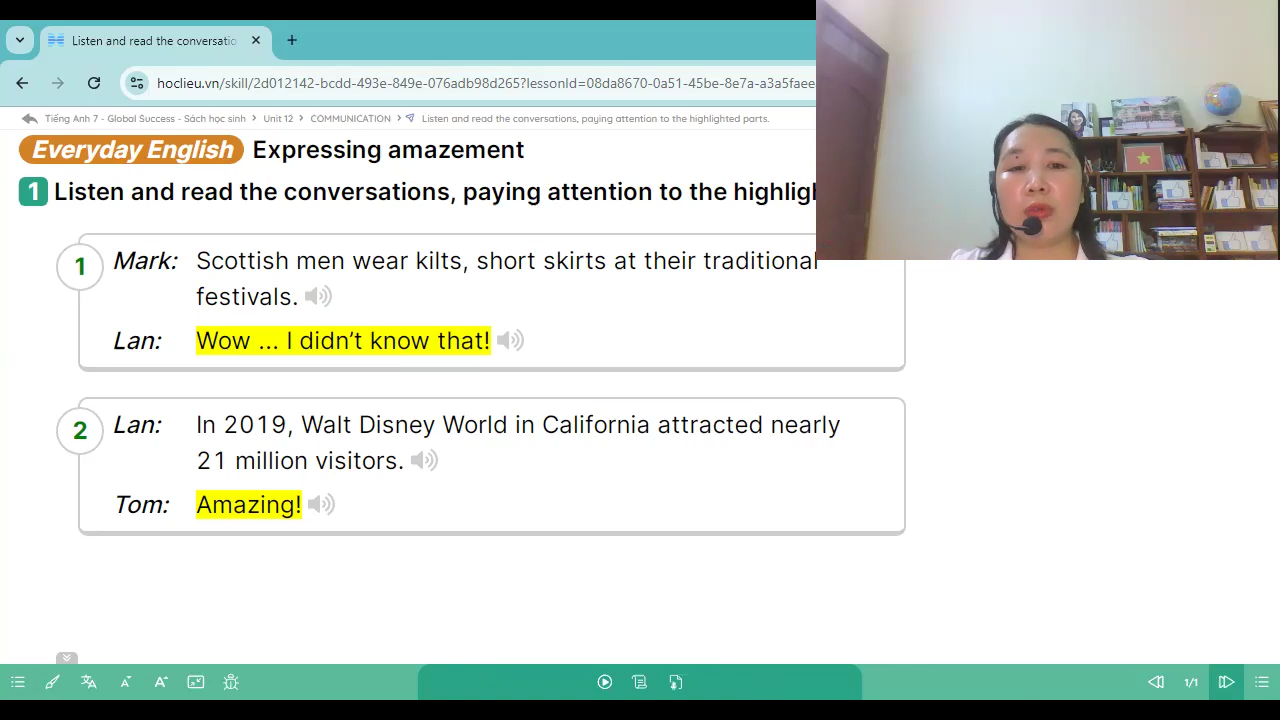 Listen and read the conversatio
hoclieu.vn/skill/2d012142-bcdd-493e-849e-076adb98d265?lessonId=08da8670-0a51-45be-8e7a-a3a5faee
Tiếng Anh 7 - Global Success - Sách học sinh > Unit 12 > COMMUNICATION > Listen and read the conversations, paying attention to the highlighted parts.
Everyday English Expressing amazement
1 Listen and read the conversations, paying attention to the highlig
1 Mark: Scottish men wear kilts, short skirts at their traditional
festivals.
Lan: Wow ... I didn't know that!
2 Lan: In 2019, Walt Disney World in California attracted nearly
21 million visitors.
Tom: Amazing!
1/1